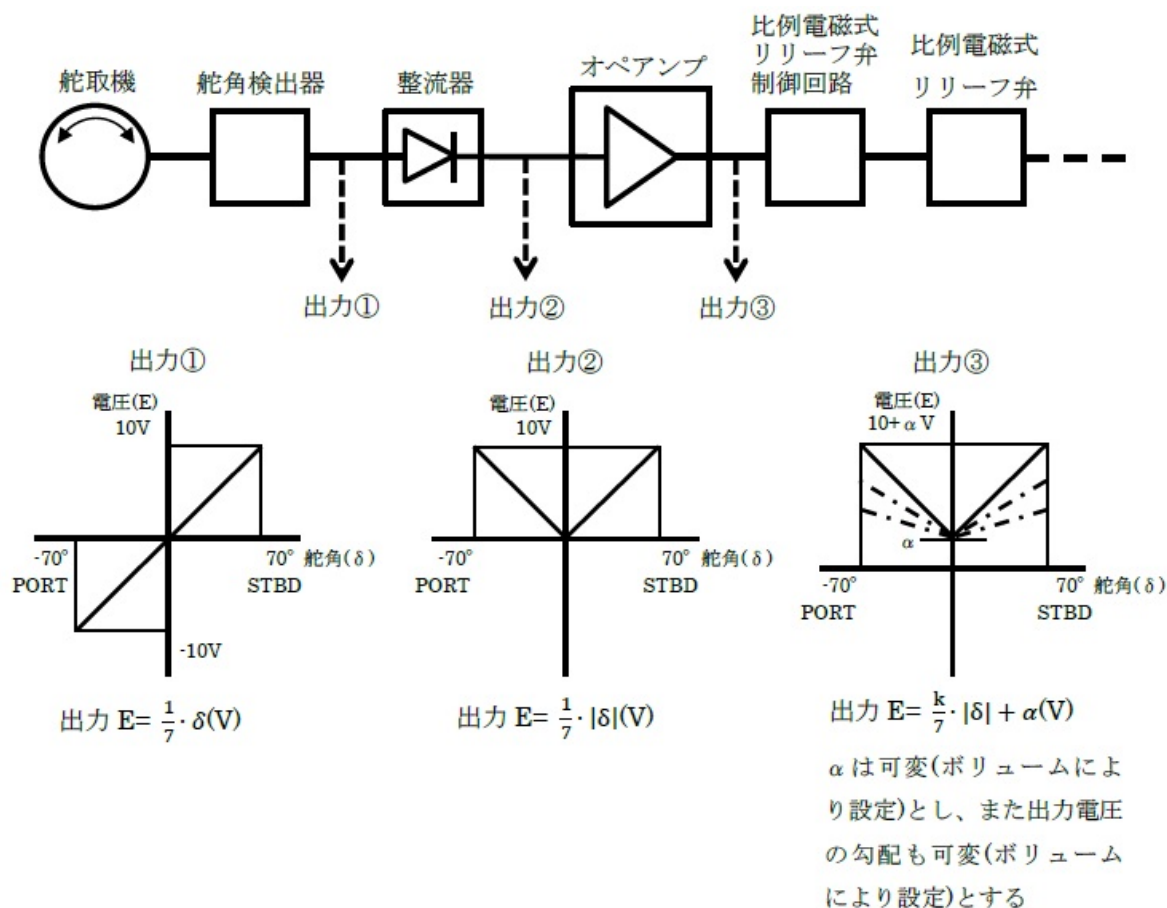 舵取機
舵角検出器
整流器
オペアンプ
比例電磁式
リリーフ弁
制御回路
比例電磁式
リリーフ弁
出力①
出力②
出力③
出力①
電圧(E)
10V
-70°
PORT
70°
舵角(δ)
STBD
-10V
出力 E= 1/7・δ(V)
出力②
電圧(E)
10V
-70°
PORT
70°
舵角(δ)
STBD
出力 E= 1/7・|δ|(V)
出力③
電圧(E)
10+αV
α
-70°
PORT
70°
舵角(δ)
STBD
出力 E= k/7・|δ| + α(V)
αは可変(ボリュームによ
り設定)とし、また出力電圧
の勾配も可変(ボリューム
により設定)とする